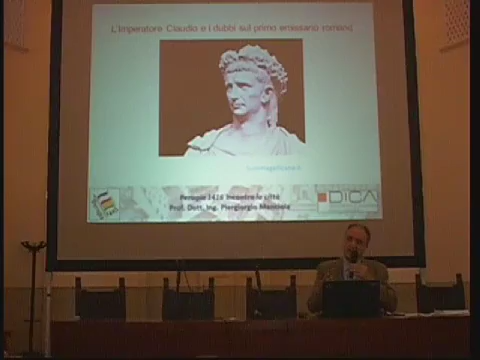 L'Imperatore Claudio e i dubbi sul primo emissario romano
Perugia 1416 Incontra la città
Prof. Dott. Ing. Piergiorgio Manciola
DICA